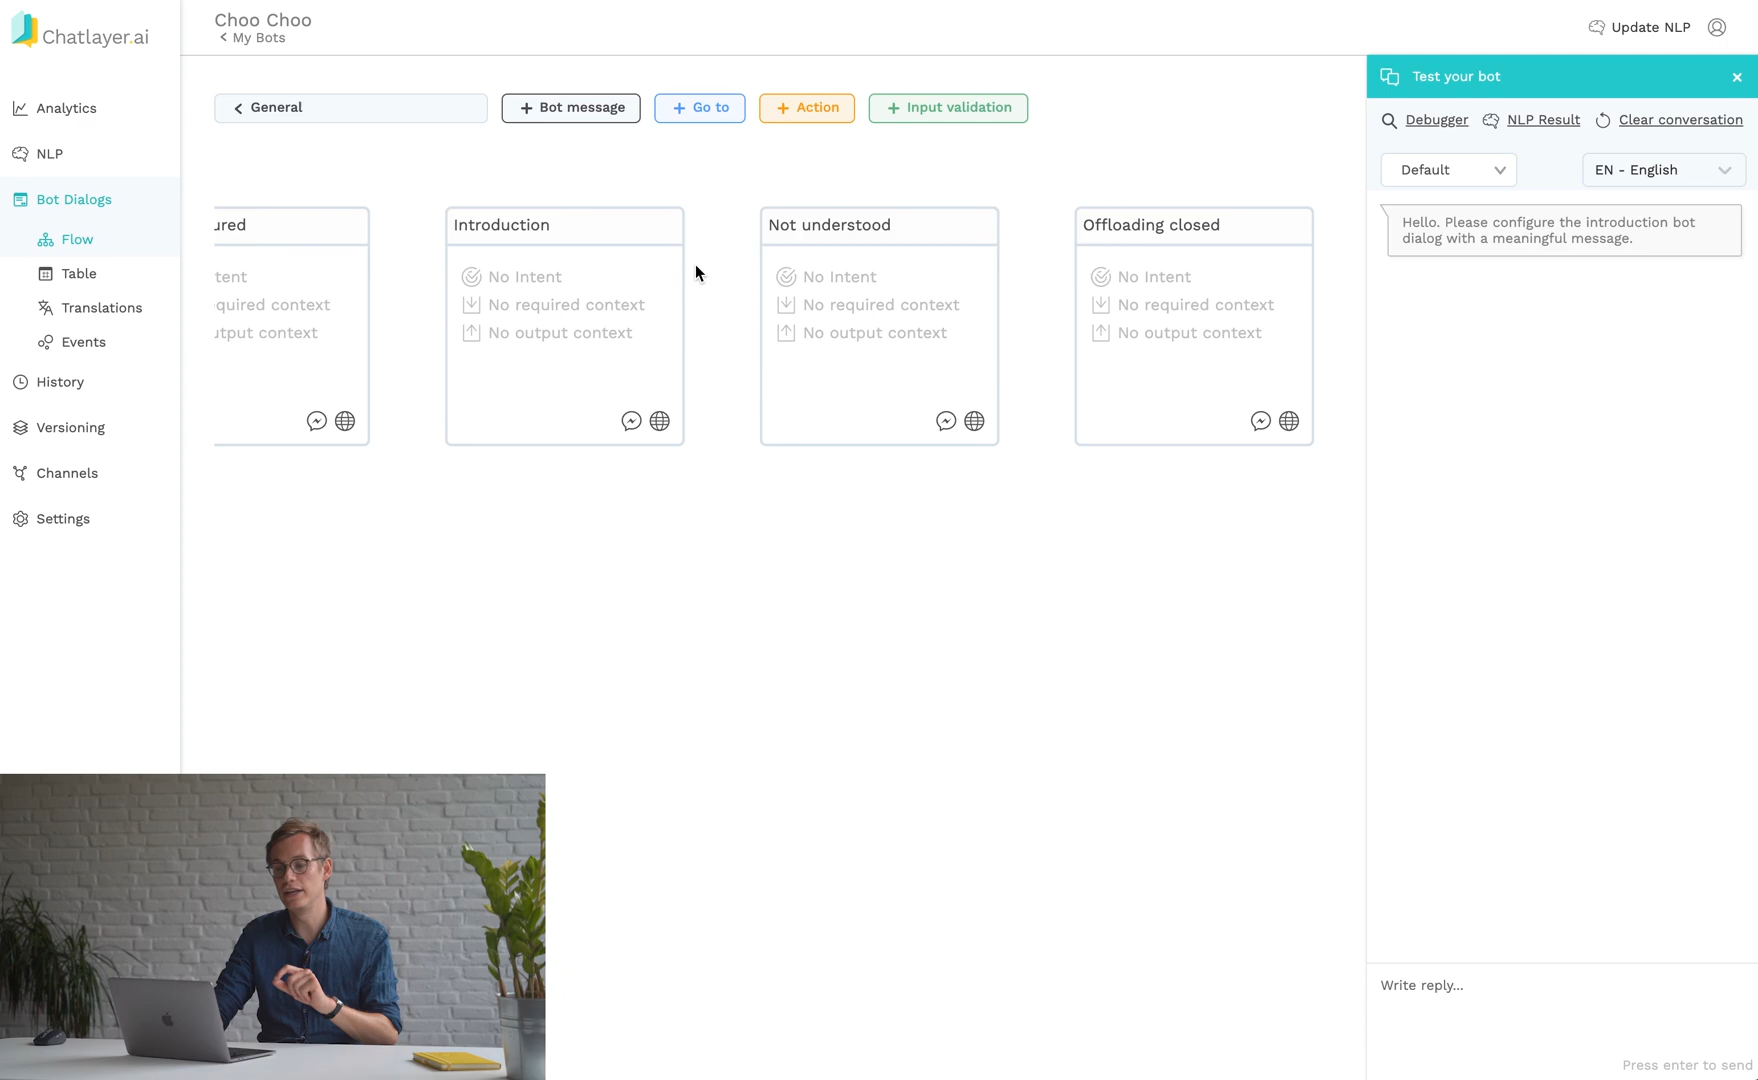 Chatlayer.ai
Choo Choo
My Bots
Update NLP
Analytics
NLP
Bot Dialogs
Flow
Table
Translations
Events
History
Versioning
Channels
Settings
General
+ Bot message
+ Go to
+ Action
+ Input validation
ured
tent
quired context
utput context
Introduction
No Intent
No required context
No output context
Not understood
No Intent
No required context
No output context
Offloading closed
No Intent
No required context
No output context
Test your bot
Debugger
NLP Result
Clear conversation
Default
EN - English
Hello. Please configure the introduction bot
dialog with a meaningful message.
Write reply...
Press enter to send